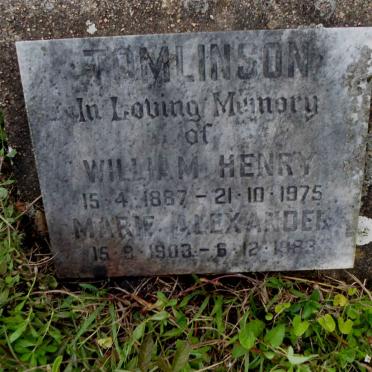 TOMLINSON
In Loving Memory
of
WILLIAM HENRY
15·4·1887 - 21·10·1975
MARIE ALEXANDER
15·9·1903 - 6·12·1983